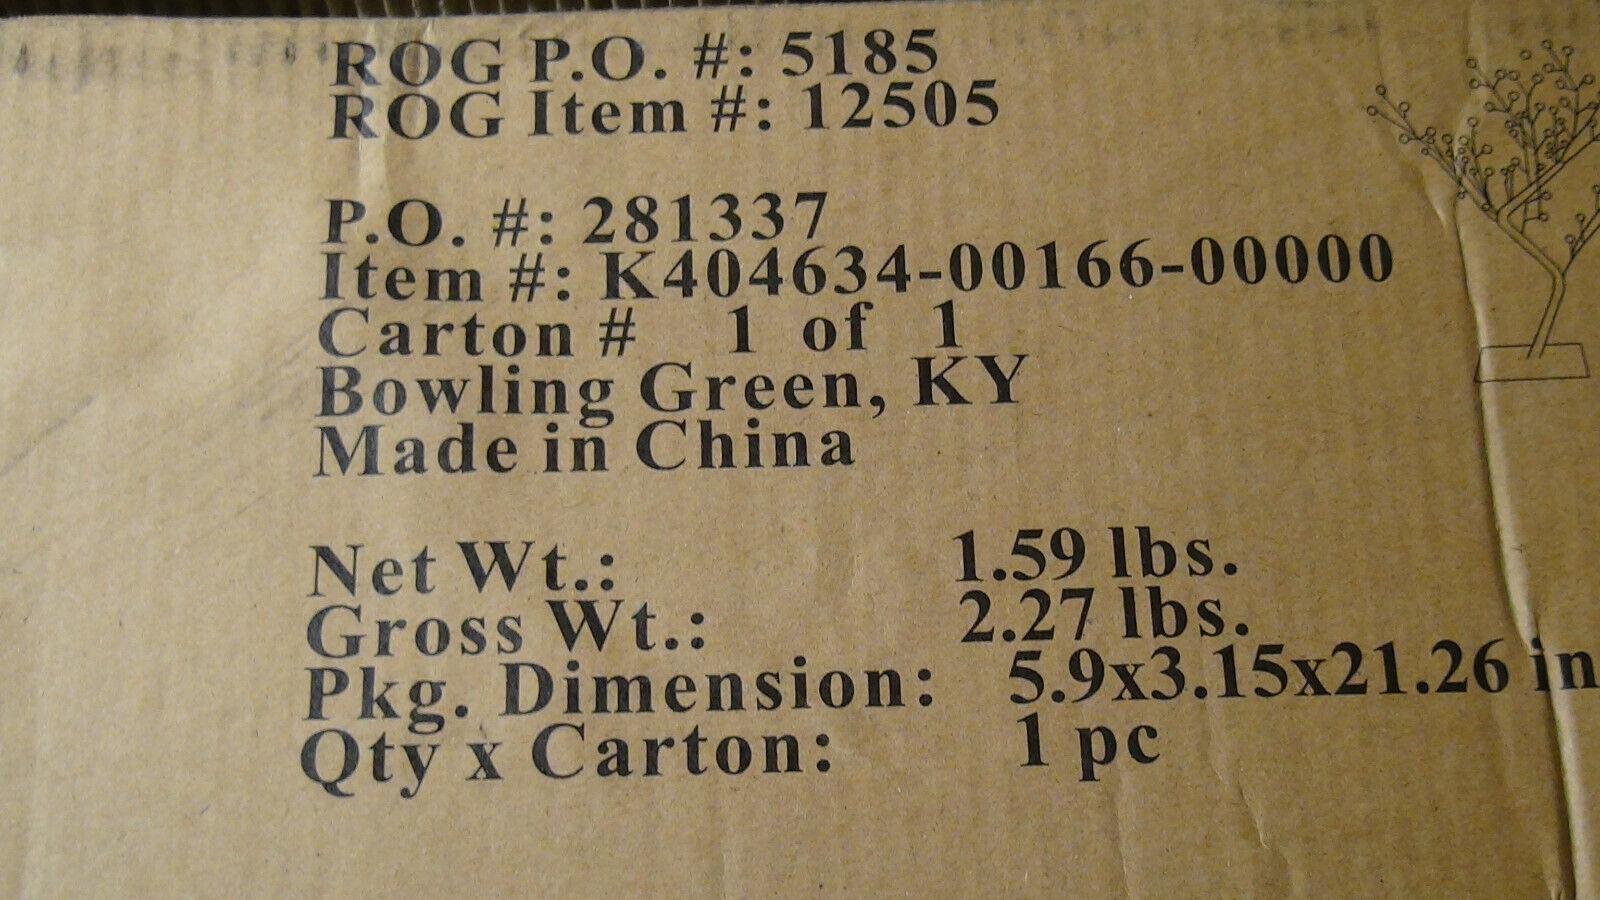 ROG P.O. #: 5185
ROG Item #: 12505
P.O. #: 281337
Item #: K404634-00166-00000
Carton # 1 of 1
Bowling Green, KY
Made in China
Net Wt.: 1.59 lbs.
Gross Wt.: 2.27 lbs.
Pkg. Dimension: 5.9x3.15x21.26 in
Qty x Carton: 1 pc